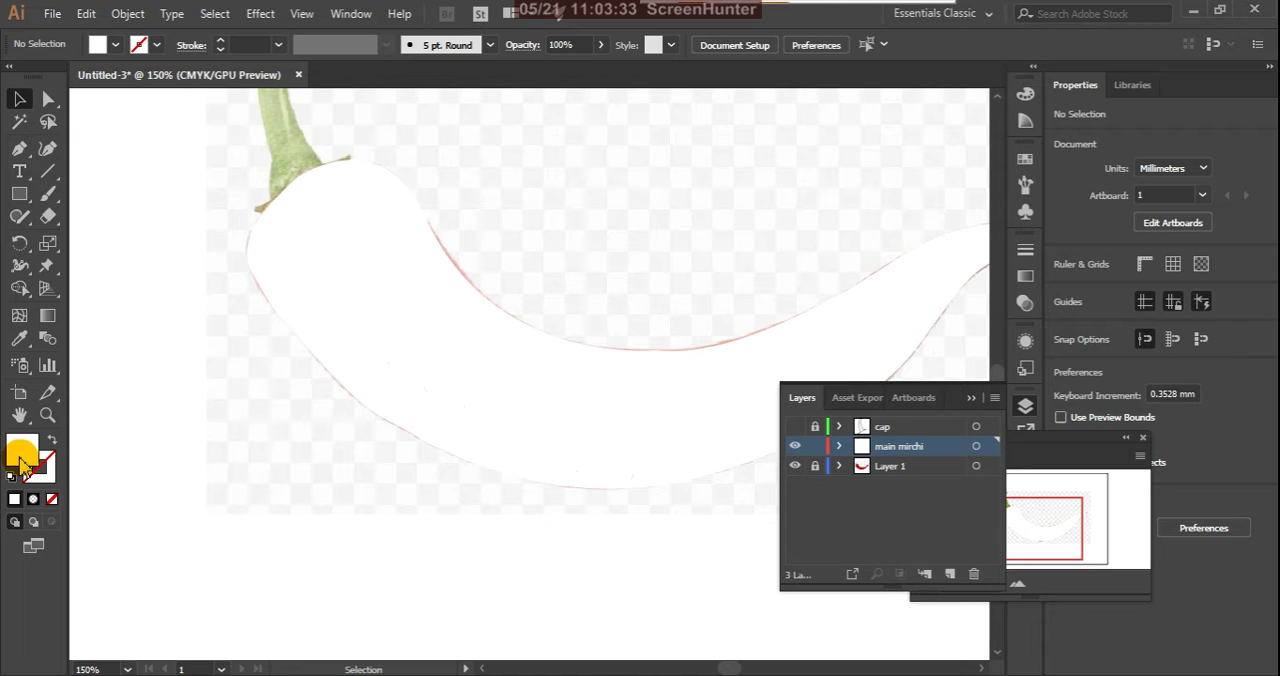 05/21 11:03:33 ScreenHunter
Ai File Edit Object Type Select Effect View Window Help Br St Essentials Classic Search Adobe Stock
No Selection Stroke: 5 pt. Round Opacity: 100% Style: Document Setup Preferences
Untitled-3* @ 150% (CMYK/GPU Preview)
Properties Libraries
No Selection
Document
Units: Millimeters
Artboard: 1
Edit Artboards
Ruler & Grids
Guides
Snap Options
Preferences
Keyboard Increment: 0.3528 mm
Use Preview Bounds
Layers Asset Expor Artboards
cap
main mirchi
Layer 1
ects
Preferences
3 La...
150% 1 Selection